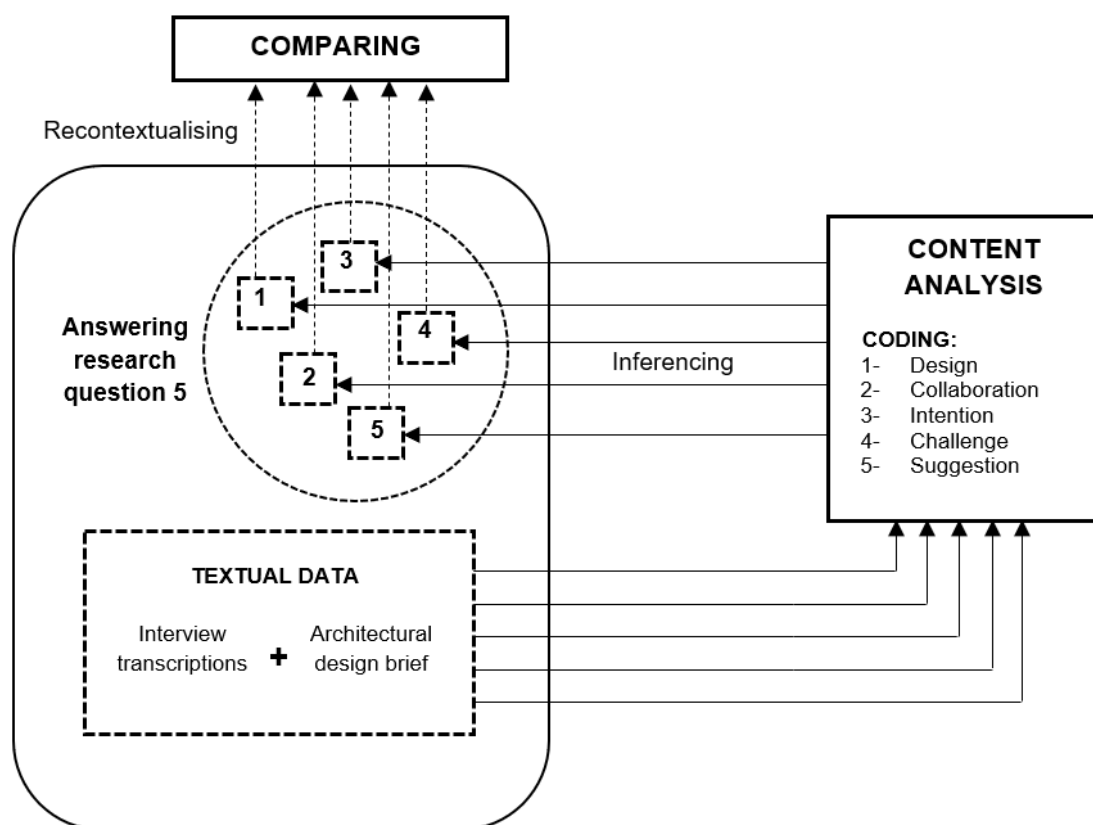 COMPARING
Recontextualising
3
1
4
2
5
Answering
research
question 5
Inferencing
CONTENT
ANALYSIS
CODING:
1- Design
2- Collaboration
3- Intention
4- Challenge
5- Suggestion
TEXTUAL DATA
Interview
transcriptions
+
Architectural
design brief